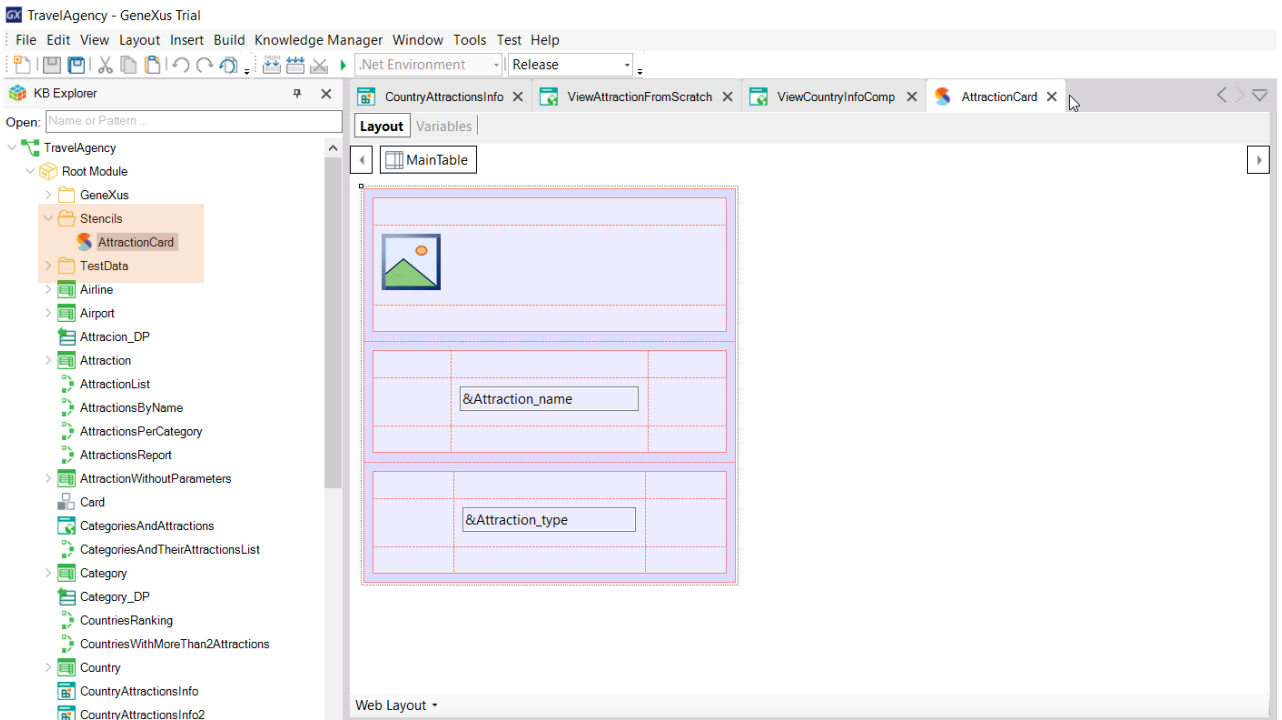 TravelAgency - GeneXus Trial
File Edit View Layout Insert Build Knowledge Manager Window Tools Test Help
.Net Environment Release
KB Explorer
CountryAttractionsInfo ViewAttractionFromScratch ViewCountryInfoComp AttractionCard
Open: Name or Pattern ...
Layout Variables
TravelAgency
MainTable
Root Module
GeneXus
Stencils
AttractionCard
TestData
Airline
Airport
Attracion_DP
Attraction
AttractionList
AttractionsByName
AttractionsPerCategory
AttractionsReport
AttractionWithoutParameters
Card
CategoriesAndAttractions
CategoriesAndTheirAttractionsList
Category
Category_DP
CountriesRanking
CountriesWithMoreThan2Attractions
Country
CountryAttractionsInfo
CountryAttractionsInfo2
&Attraction_name
&Attraction_type
Web Layout